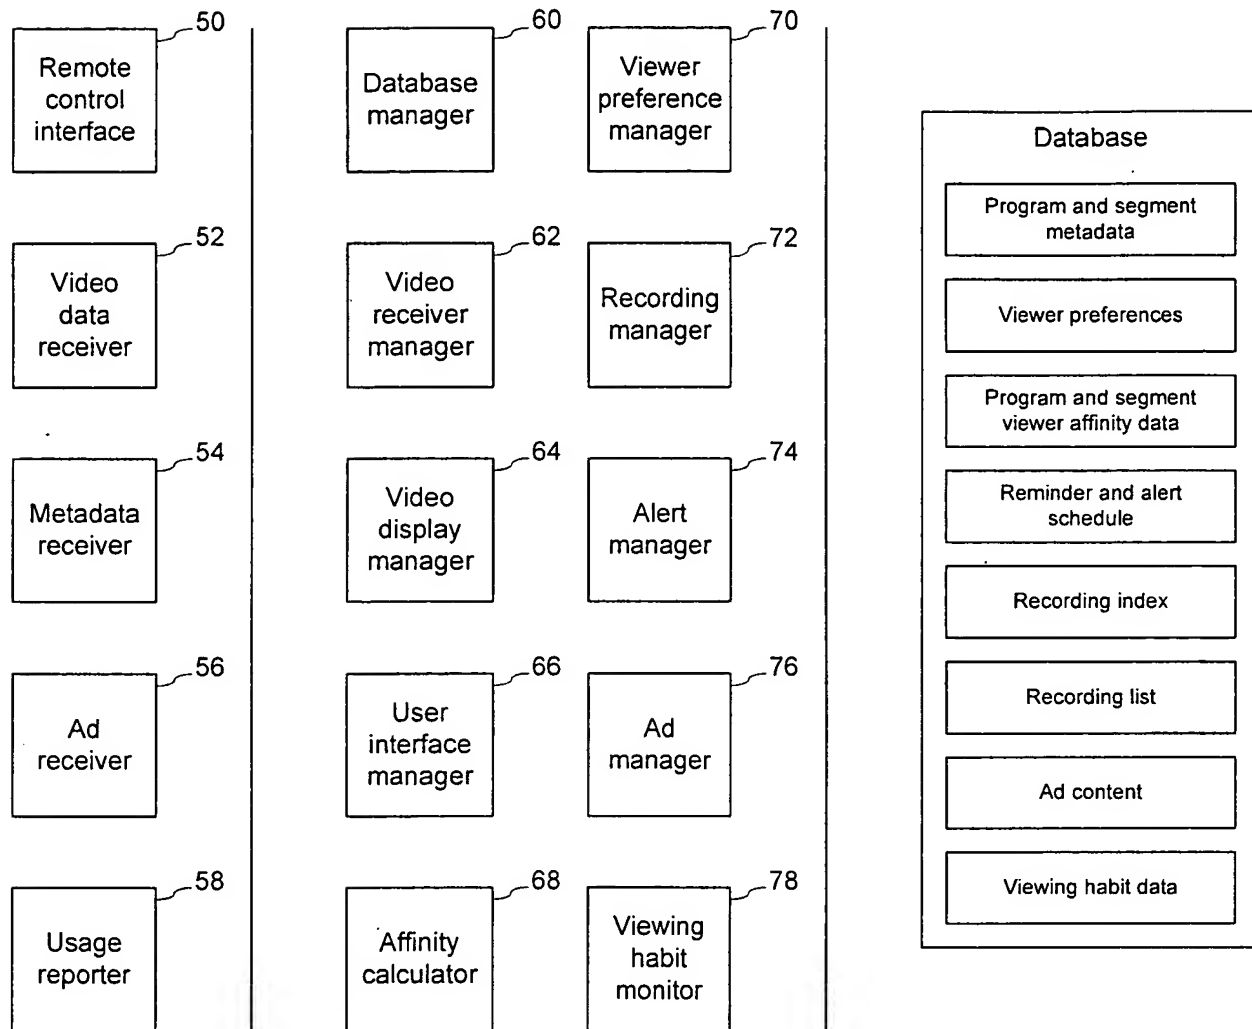 50
Remote
control
interface
60
Database
manager
70
Viewer
preference
manager
52
Video
data
receiver
62
Video
receiver
manager
72
Recording
manager
54
Metadata
receiver
64
Video
display
manager
74
Alert
manager
56
Ad
receiver
66
User
interface
manager
76
Ad
manager
58
Usage
reporter
68
Affinity
calculator
78
Viewing
habit
monitor
Database
Program and segment
metadata
Viewer preferences
Program and segment
viewer affinity data
Reminder and alert
schedule
Recording index
Recording list
Ad content
Viewing habit data